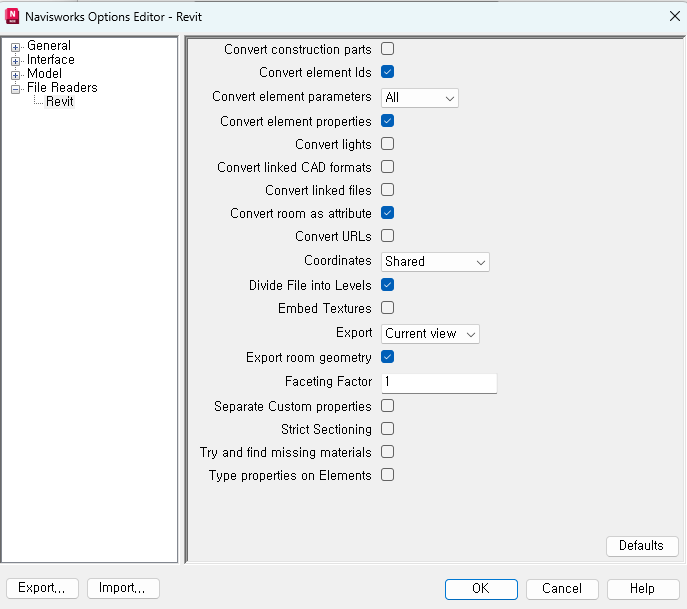 Navisworks Options Editor - Revit
General
Interface
Model
File Readers
Revit
Convert construction parts
Convert element Ids
Convert element parameters All
Convert element properties
Convert lights
Convert linked CAD formats
Convert linked files
Convert room as attribute
Convert URLs
Coordinates Shared
Divide File into Levels
Embed Textures
Export Current view
Export room geometry
Faceting Factor 1
Separate Custom properties
Strict Sectioning
Try and find missing materials
Type properties on Elements
Defaults
Export... Import... OK Cancel Help